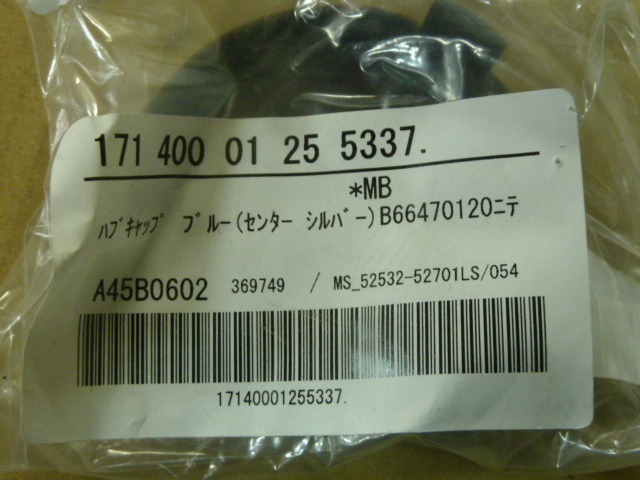 171 400 01 25 5337.
*MB
ﾊﾌﾞｷｬｯﾌﾟ ﾌﾞﾙｰ(ｾﾝﾀｰ ｼﾙﾊﾞｰ)B66470120ﾆﾃ
A45B0602 369749 / MS_52532-52701LS/054
17140001255337.